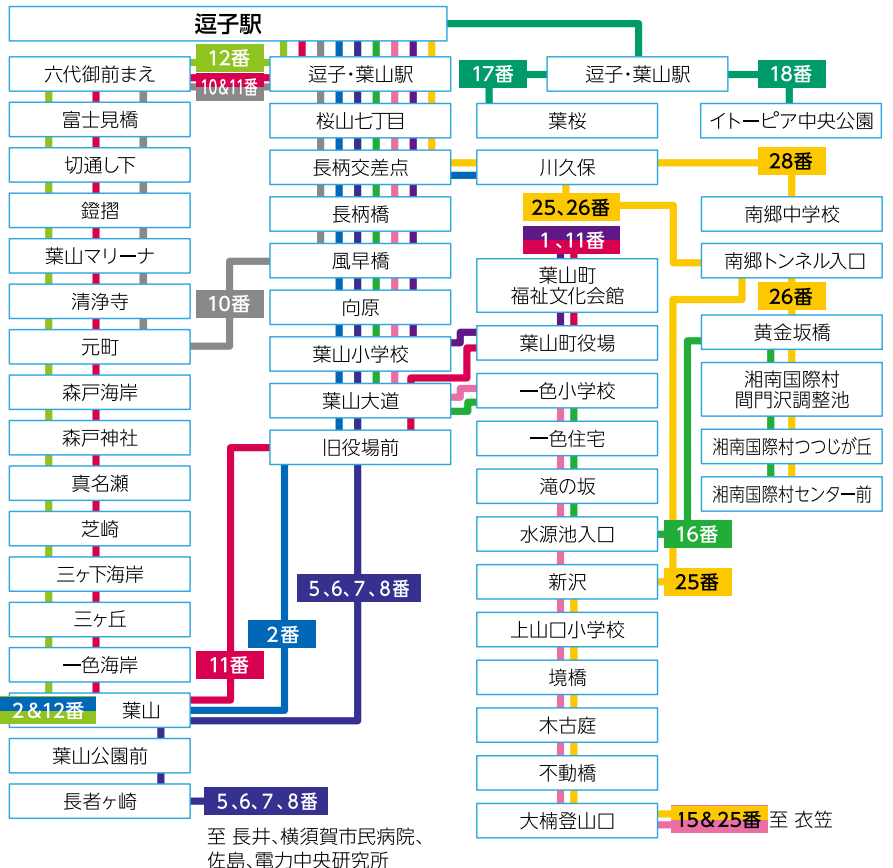 逗子駅
12番
10&11番
六代御前まえ
富士見橋
切通し下
鐙摺
葉山マリーナ
清浄寺
元町
森戸海岸
森戸神社
真名瀬
芝崎
三ヶ下海岸
三ヶ丘
一色海岸
2&12番
葉山
葉山公園前
長者ヶ崎
10番
11番
2番
5、6、7、8番
5、6、7、8番
至 長井、横須賀市民病院、
佐島、電力中央研究所
逗子・葉山駅
桜山七丁目
長柄交差点
長柄橋
風早橋
向原
葉山小学校
葉山大道
旧役場前
17番
逗子・葉山駅
18番
葉桜
イトーピア中央公園
川久保
28番
25、26番
南郷中学校
1、11番
葉山町
福祉文化会館
南郷トンネル入口
26番
葉山町役場
黄金坂橋
一色小学校
湘南国際村
間門沢調整池
一色住宅
湘南国際村つつじが丘
滝の坂
湘南国際村センター前
水源池入口
16番
新沢
25番
上山口小学校
境橋
木古庭
不動橋
大楠登山口
15&25番
至 衣笠